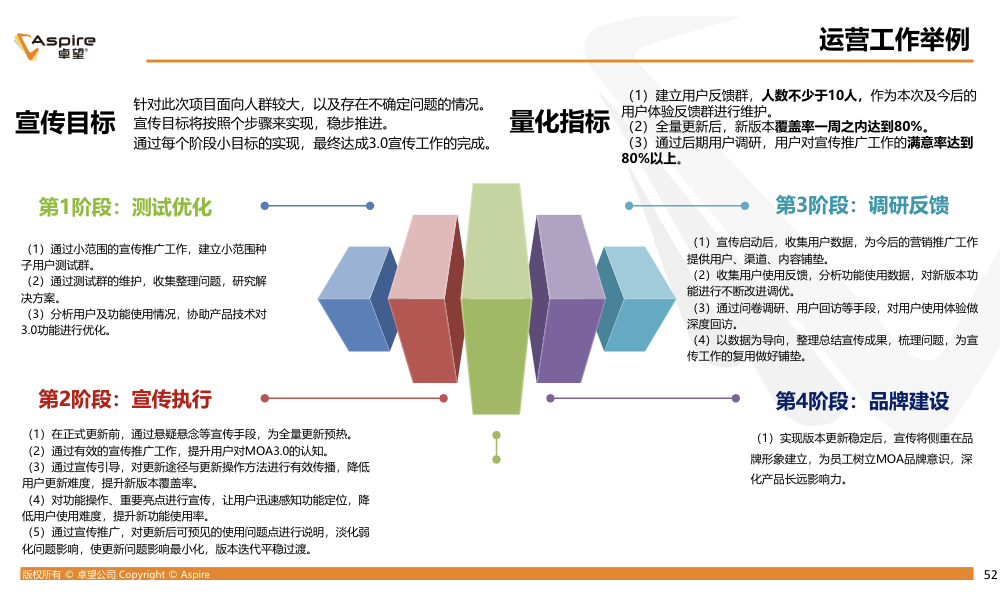 Aspire
卓望
运营工作举例
宣传目标
针对此次项目面向人群较大，以及存在不确定问题的情况。
宣传目标将按照个步骤来实现，稳步推进。
通过每个阶段小目标的实现，最终达成3.0宣传工作的完成。
量化指标
（1）建立用户反馈群，人数不少于10人，作为本次及今后的
用户体验反馈群进行维护。
（2）全量更新后，新版本覆盖率一周之内达到80%。
（3）通过后期用户调研，用户对宣传推广工作的满意率达到
80%以上。
第1阶段：测试优化
（1）通过小范围的宣传推广工作，建立小范围种
子用户测试群。
（2）通过测试群的维护，收集整理问题，研究解
决方案。
（3）分析用户及功能使用情况，协助产品技术对
3.0功能进行优化。
第3阶段：调研反馈
（1）宣传启动后，收集用户数据，为今后的营销推广工作
提供用户、渠道、内容铺垫。
（2）收集用户使用反馈，分析功能使用数据，对新版本功
能进行不断改进调优。
（3）通过问卷调研、用户回访等手段，对用户使用体验做
深度回访。
（4）以数据为导向，整理总结宣传成果，梳理问题，为宣
传工作的复用做好铺垫。
第2阶段：宣传执行
（1）在正式更新前，通过悬疑悬念等宣传手段，为全量更新预热。
（2）通过有效的宣传推广工作，提升用户对MOA3.0的认知。
（3）通过宣传引导，对更新途径与更新操作方法进行有效传播，降低
用户更新难度，提升新版本覆盖率。
（4）对功能操作、重要亮点进行宣传，让用户迅速感知功能定位，降
低用户使用难度，提升新功能使用率。
（5）通过宣传推广，对更新后可预见的使用问题点进行说明，淡化弱
化问题影响，使更新问题影响最小化，版本迭代平稳过渡。
第4阶段：品牌建设
（1）实现版本更新稳定后，宣传将侧重在品
牌形象建立，为员工树立MOA品牌意识，深
化产品长远影响力。
版权所有 © 卓望公司 Copyright © Aspire
52